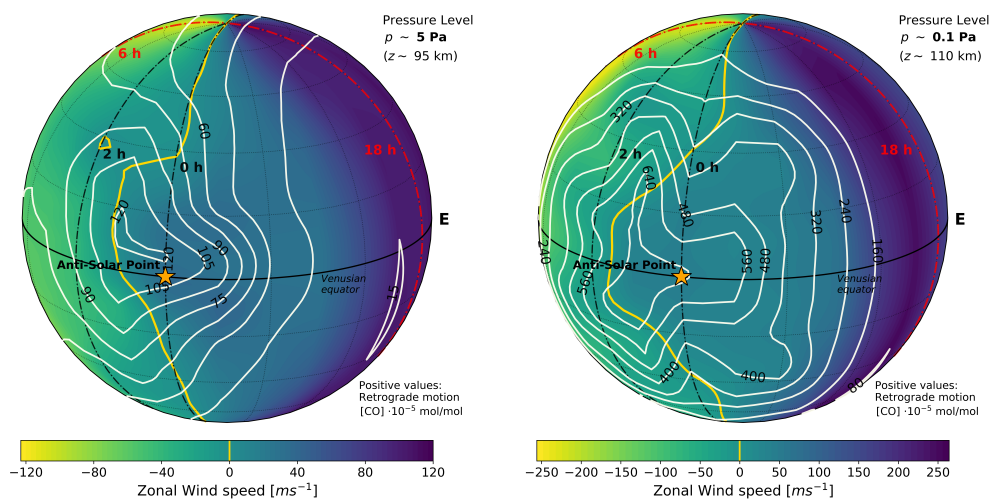 Pressure Level
p ~ 5 Pa
(z~ 95 km)
6 h
60
18 h
2 h
0 h
120
E
90
105
120
Anti-Solar Point
Venusian
equator
105
90
75
15
Positive values:
Retrograde motion
[CO] ·10⁻⁵ mol/mol
−120 −80 −40 0 40 80 120
Zonal Wind speed [ms⁻¹]
Pressure Level
p ~ 0.1 Pa
(z~ 110 km)
6 h
320
18 h
2 h
0 h
640
480
320
240
E
240
160
560
480
Anti-Solar Point
Venusian
equator
560
400
400
80
Positive values:
Retrograde motion
[CO] ·10⁻⁵ mol/mol
−250 −200 −150 −100 −50 0 50 100 150 200 250
Zonal Wind speed [ms⁻¹]